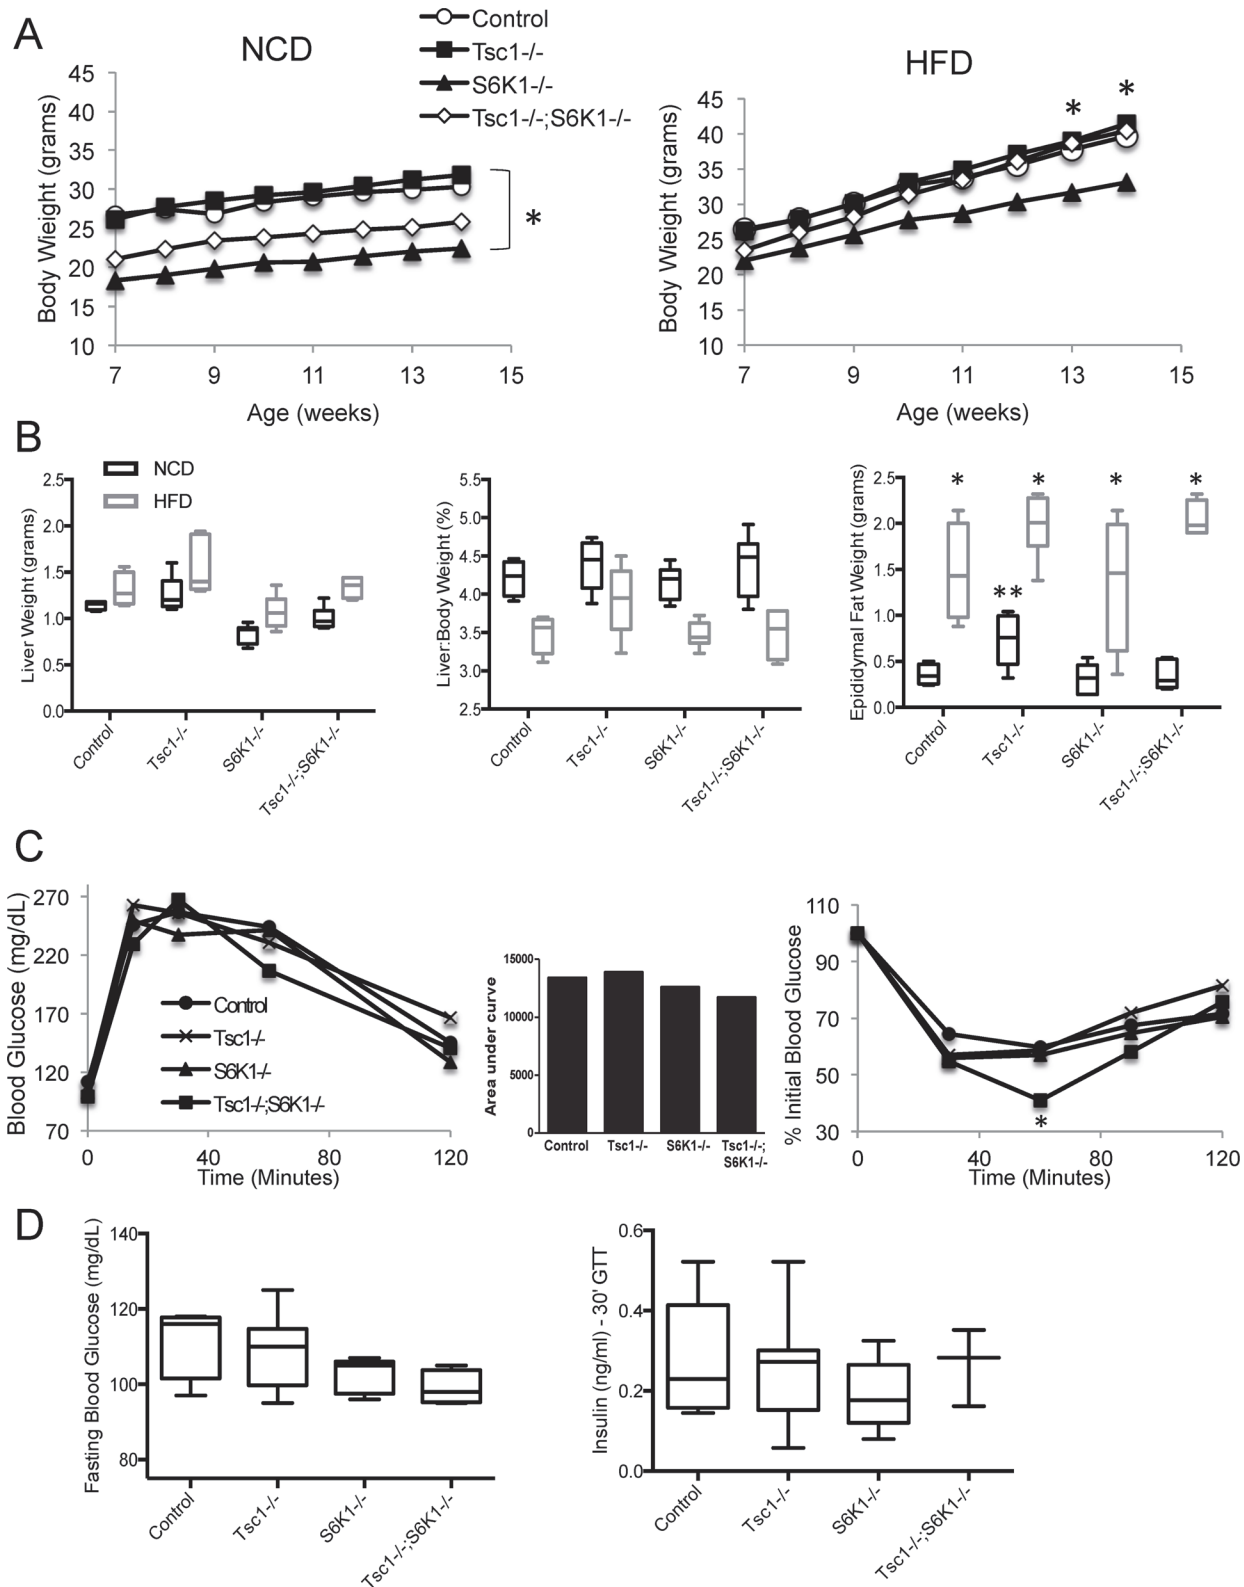 A
NCD
Control
Tsc1-/-
S6K1-/-
Tsc1-/-;S6K1-/-
45
40
35
30
25
20
15
10
Body Wieight (grams)
*
7 9 11 13 15
Age (weeks)
HFD
45
40
35
30
25
20
15
10
Body Wieight (grams)
* *
7 9 11 13 15
Age (weeks)
B
NCD
HFD
2.5
2.0
1.5
1.0
0.5
0.0
Liver Weight (grams)
Control Tsc1-/- S6K1-/- Tsc1-/-;S6K1-/-
5.5
5.0
4.5
4.0
3.5
3.0
2.5
Liver:Body Weight (%)
Control Tsc1-/- S6K1-/- Tsc1-/-;S6K1-/-
2.5
2.0
1.5
1.0
0.5
0.0
Epididymal Fat Weight (grams)
* * * *
**
Control Tsc1-/- S6K1-/- Tsc1-/-;S6K1-/-
C
270
220
170
120
70
Blood Glucose (mg/dL)
Control
Tsc1-/-
S6K1-/-
Tsc1-/-;S6K1-/-
0 40 80 120
Time (Minutes)
15000
10000
5000
0
Area under curve
Control Tsc1-/- S6K1-/- Tsc1-/-;
S6K1-/-
110
90
70
50
30
% Initial Blood Glucose
*
0 40 80 120
Time (Minutes)
D
140
120
100
80
Fasting Blood Glucose (mg/dL)
Control Tsc1-/- S6K1-/- Tsc1-/-;S6K1-/-
0.6
0.4
0.2
0.0
Insulin (ng/ml) - 30' GTT
Control Tsc1-/- S6K1-/- Tsc1-/-;S6K1-/-